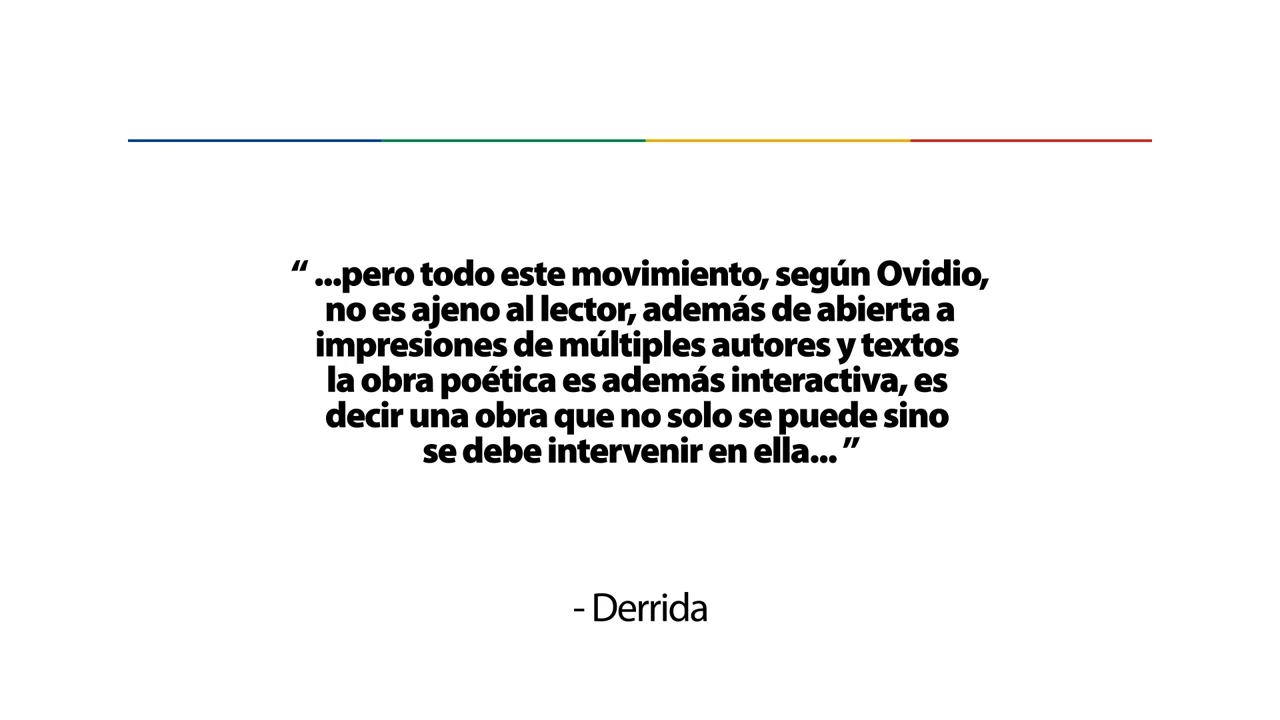 “ ...pero todo este movimiento, según Ovidio,
no es ajeno al lector, además de abierta a
impresiones de múltiples autores y textos
la obra poética es además interactiva, es
decir una obra que no solo se puede sino
se debe intervenir en ella... ”
- Derrida